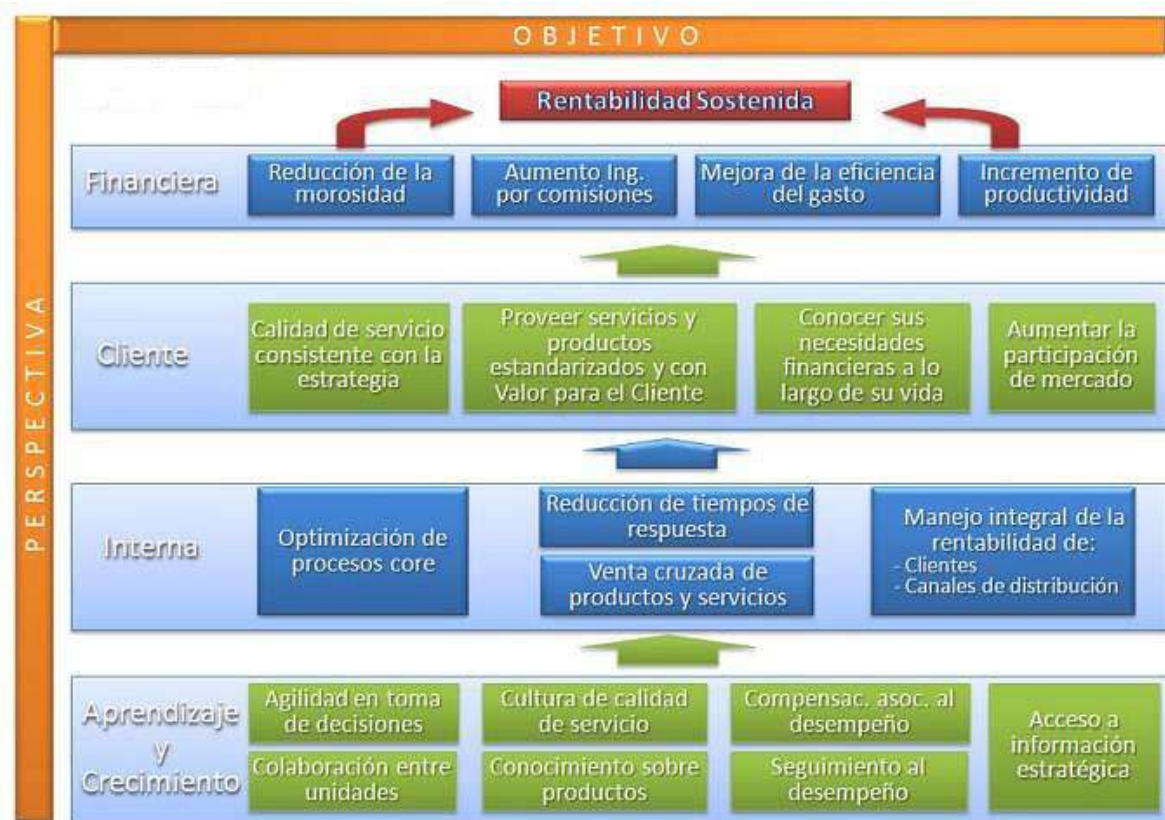 OBJETIVO
PERSPECTIVA
Rentabilidad Sostenida
Financiera
Reducción de la
morosidad
Aumento Ing.
por comisiones
Mejora de la eficiencia
del gasto
Incremento de
productividad
Cliente
Calidad de servicio
consistente con la
estrategia
Proveer servicios y
productos
estandarizados y con
Valor para el Cliente
Conocer sus
necesidades
financieras a lo
largo de su vida
Aumentar la
participación
de mercado
Interna
Optimización de
procesos core
Reducción de tiempos de
respuesta
Venta cruzada de
productos y servicios
Manejo integral de la
rentabilidad de:
- Clientes
- Canales de distribución
Aprendizaje
y
Crecimiento
Agilidad en toma
de decisiones
Cultura de calidad
de servicio
Compensac. asoc. al
desempeño
Colaboración entre
unidades
Conocimiento sobre
productos
Seguimiento al
desempeño
Acceso a
información
estratégica